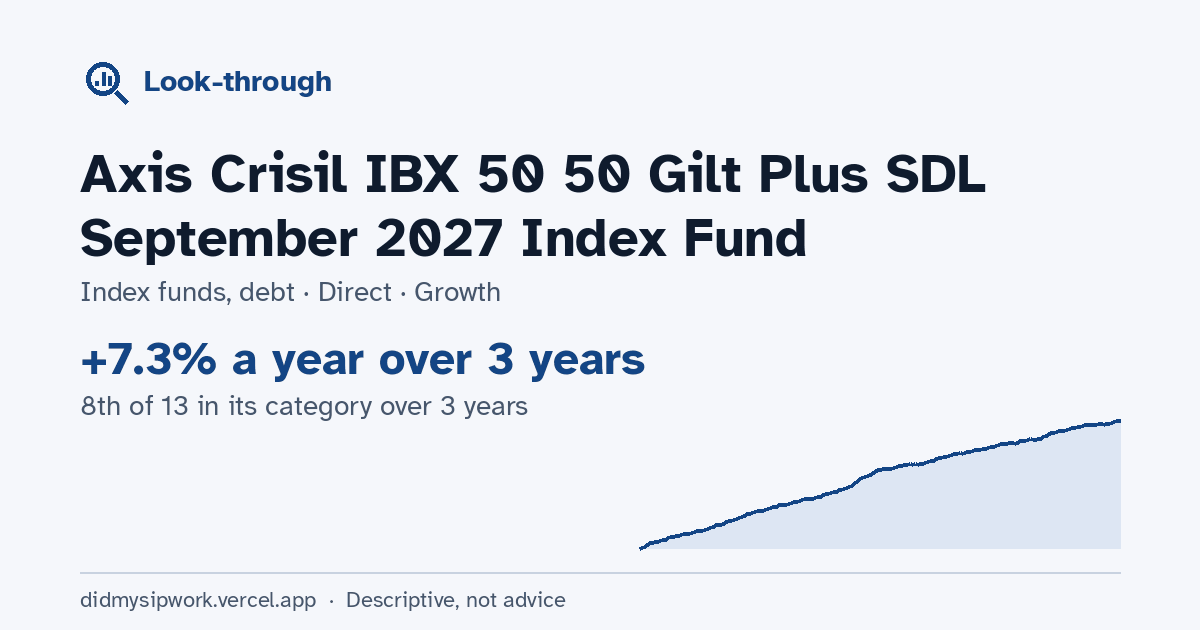 Look-through
Axis Crisil IBX 50 50 Gilt Plus SDL
September 2027 Index Fund
Index funds, debt · Direct · Growth
+7.3% a year over 3 years
8th of 13 in its category over 3 years
didmysipwork.vercel.app · Descriptive, not advice